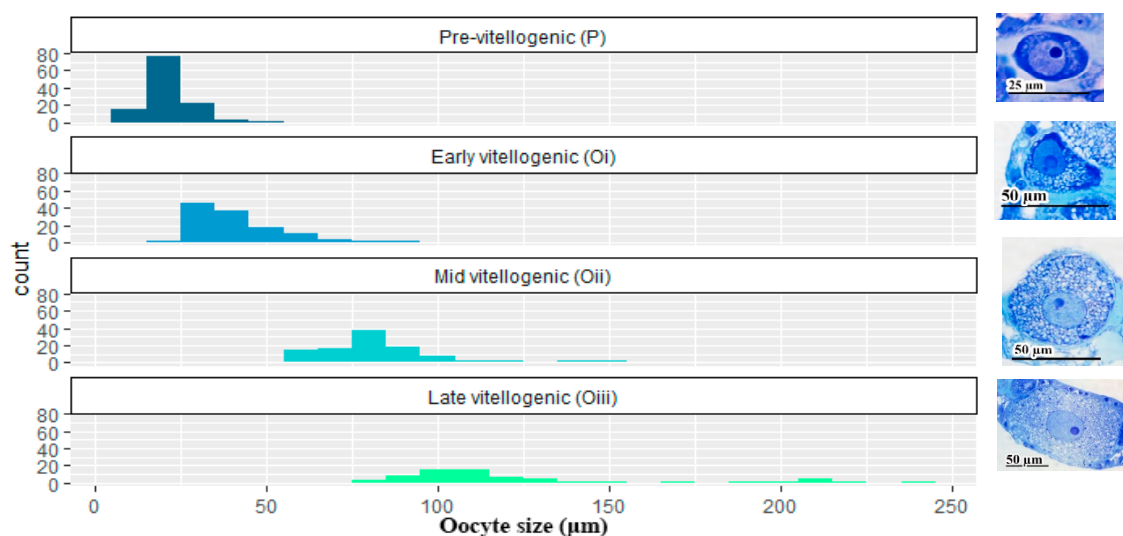 Pre-vitellogenic (P)
80
60
40
20
0
25 µm
Early vitellogenic (Oi)
80
60
40
20
0
50 µm
count
Mid vitellogenic (Oii)
80
60
40
20
0
50 µm
Late vitellogenic (Oiii)
80
60
40
20
0
50 µm
0 50 100 150 200 250
Oocyte size (µm)